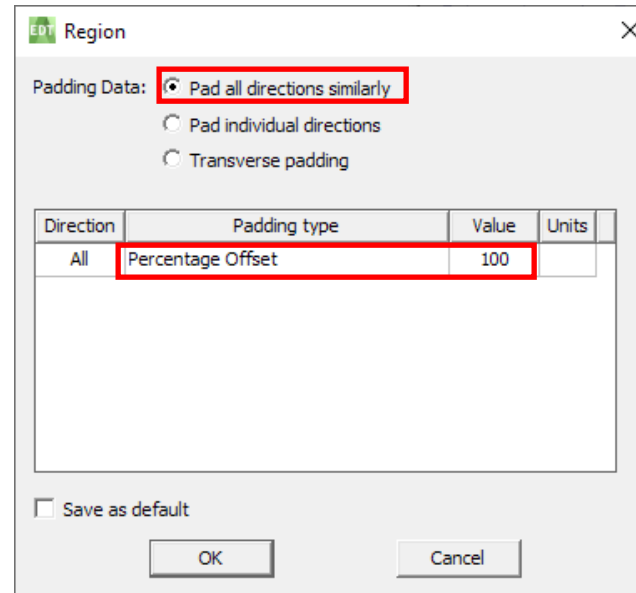 EDT Region
Padding Data: Pad all directions similarly
Pad individual directions
Transverse padding
Direction Padding type Value Units
All Percentage Offset 100
Save as default
OK Cancel